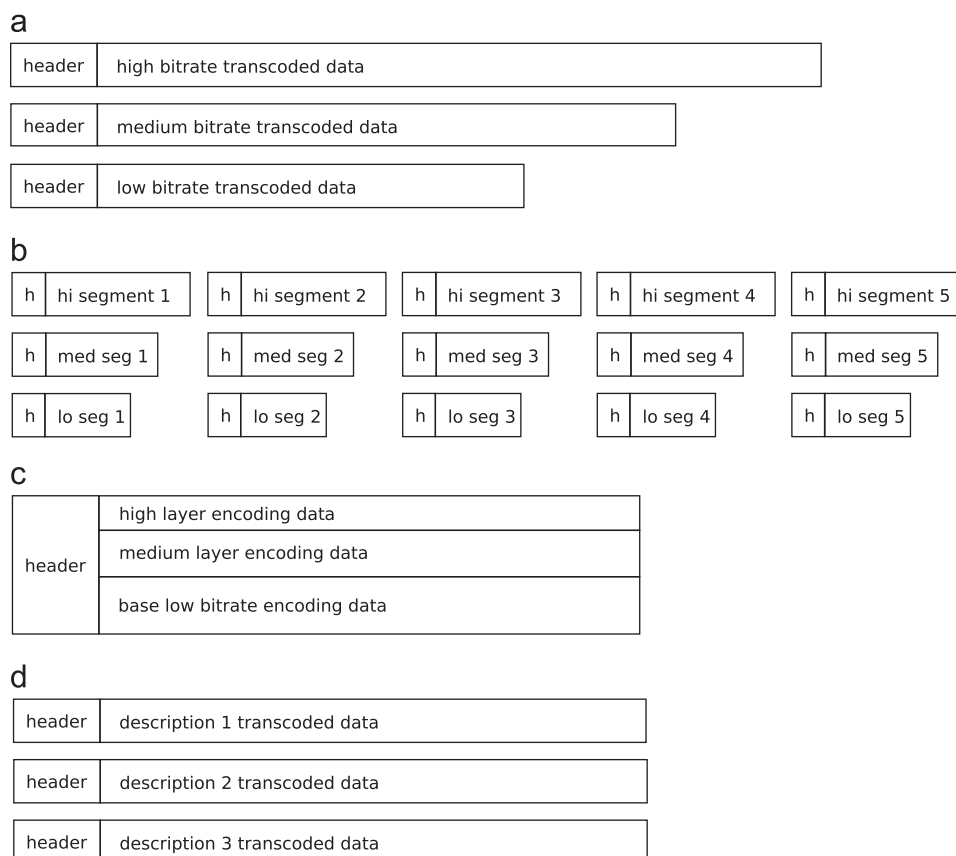 a
header high bitrate transcoded data
header medium bitrate transcoded data
header low bitrate transcoded data
b
h hi segment 1 h hi segment 2 h hi segment 3 h hi segment 4 h hi segment 5
h med seg 1 h med seg 2 h med seg 3 h med seg 4 h med seg 5
h lo seg 1 h lo seg 2 h lo seg 3 h lo seg 4 h lo seg 5
c
high layer encoding data
medium layer encoding data
header
base low bitrate encoding data
d
header description 1 transcoded data
header description 2 transcoded data
header description 3 transcoded data